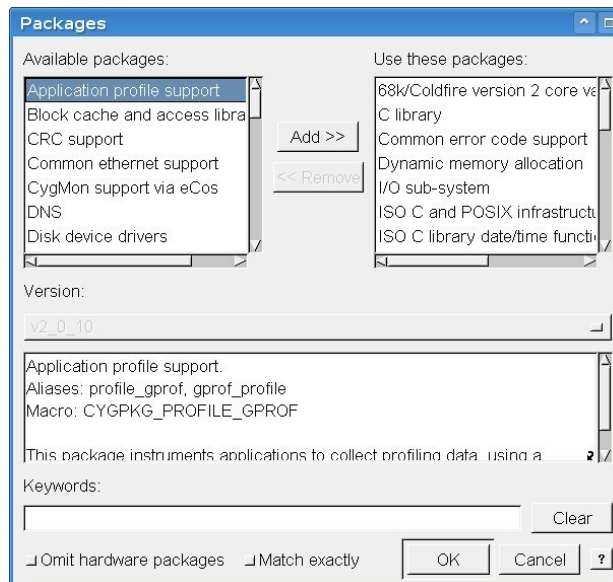 Packages
Available packages:
Application profile support
Block cache and access libra
CRC support
Common ethernet support
CygMon support via eCos
DNS
Disk device drivers
Add >>
<< Remove
Use these packages:
68k/Coldfire version 2 core va
C library
Common error code support
Dynamic memory allocation
I/O sub-system
ISO C and POSIX infrastructu
ISO C library date/time functi
Version:
v2_0_10
Application profile support.
Aliases: profile_gprof, gprof_profile
Macro: CYGPKG_PROFILE_GPROF
This package instruments applications to collect profiling data, using a
Keywords:
Clear
Omit hardware packages
Match exactly
OK
Cancel
?